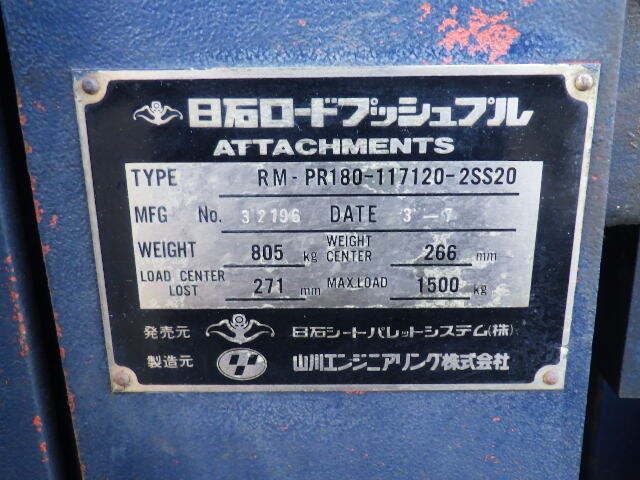 日石ロードプッシュプル
ATTACHMENTS
TYPE RM-PR180-117120-2SS20
MFG No. 32196 DATE 3-7
WEIGHT 805 kg WEIGHT CENTER 266 mm
LOAD CENTER LOST 271 mm MAX.LOAD 1500 kg
発売元 日石シートパレットシステム(株)
製造元 山川エンジニアリング株式会社